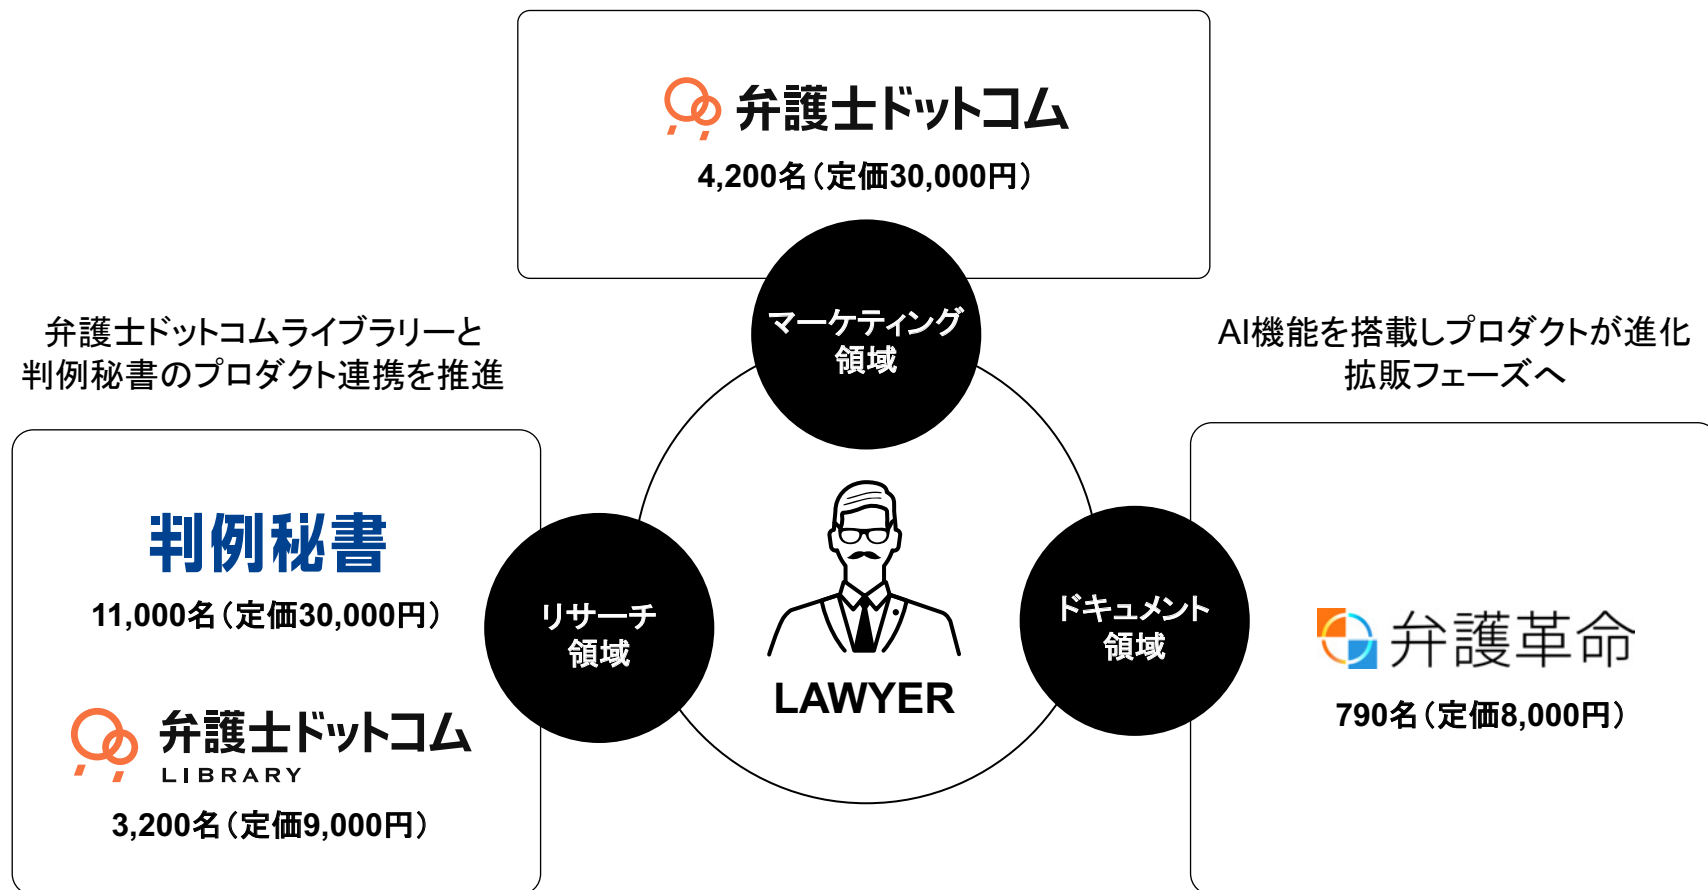 弁護士ドットコム
4,200名（定価30,000円）
マーケティング
領域
弁護士ドットコムライブラリーと
判例秘書のプロダクト連携を推進
判例秘書
11,000名（定価30,000円）
弁護士ドットコム
LIBRARY
3,200名（定価9,000円）
リサーチ
領域
LAWYER
ドキュメント
領域
AI機能を搭載しプロダクトが進化
拡販フェーズへ
弁護革命
790名（定価8,000円）